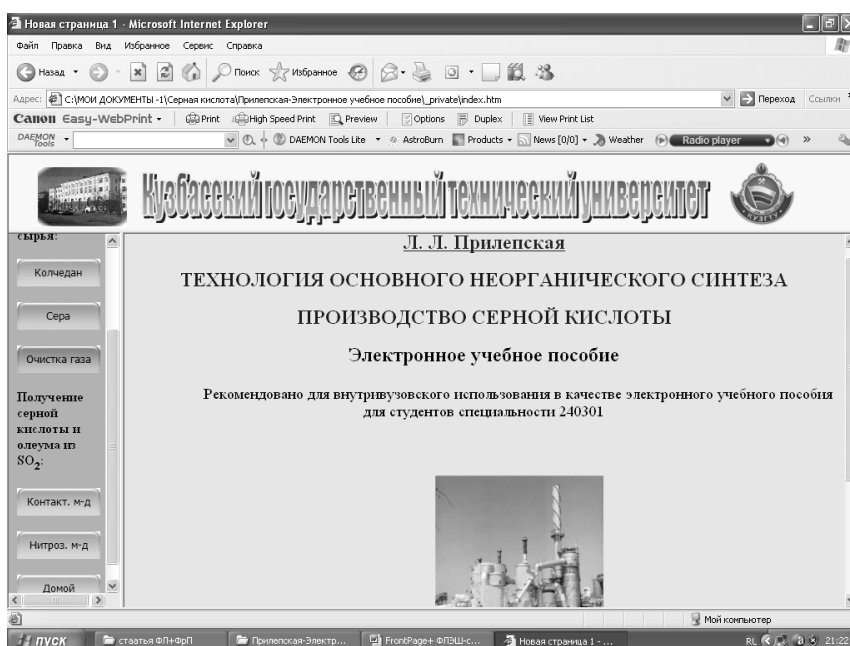 Новая страница 1 - Microsoft Internet Explorer
Файл Правка Вид Избранное Сервис Справка
Назад Поиск Избранное
Адрес: C:\МОИ ДОКУМЕНТЫ -1\Серная кислота\Прилепская-Электронное учебное пособие\_private\index.htm Переход Ссылки »
Canon Easy-WebPrint Print High Speed Print Preview Options Duplex View Print List
DAEMON Tools DAEMON Tools Lite AstroBurn Products News [0/0] Weather Radio player »
Кузбасский государственный технический университет
КУЗГТУ
сырья:
Колчедан
Сера
Очистка газа
Получение
серной
кислоты и
олеума из
SO2:
Контакт. м-д
Нитроз. м-д
Домой
Л. Л. Прилепская
ТЕХНОЛОГИЯ ОСНОВНОГО НЕОРГАНИЧЕСКОГО СИНТЕЗА
ПРОИЗВОДСТВО СЕРНОЙ КИСЛОТЫ
Электронное учебное пособие
Рекомендовано для внутривузовского использования в качестве электронного учебного пособия
для студентов специальности 240301
Мой компьютер
пуск стаатья ФЛ+ФрП Прилепская-Электр... FrontPage+ ФЛЭШ-с... Новая страница 1 - ... RL 21:22